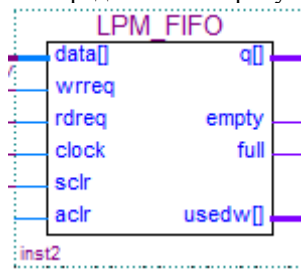 LPM_FIFO
data[] q[]
wrreq
rdreq empty
clock full
sclr
aclr usedw[]
inst2